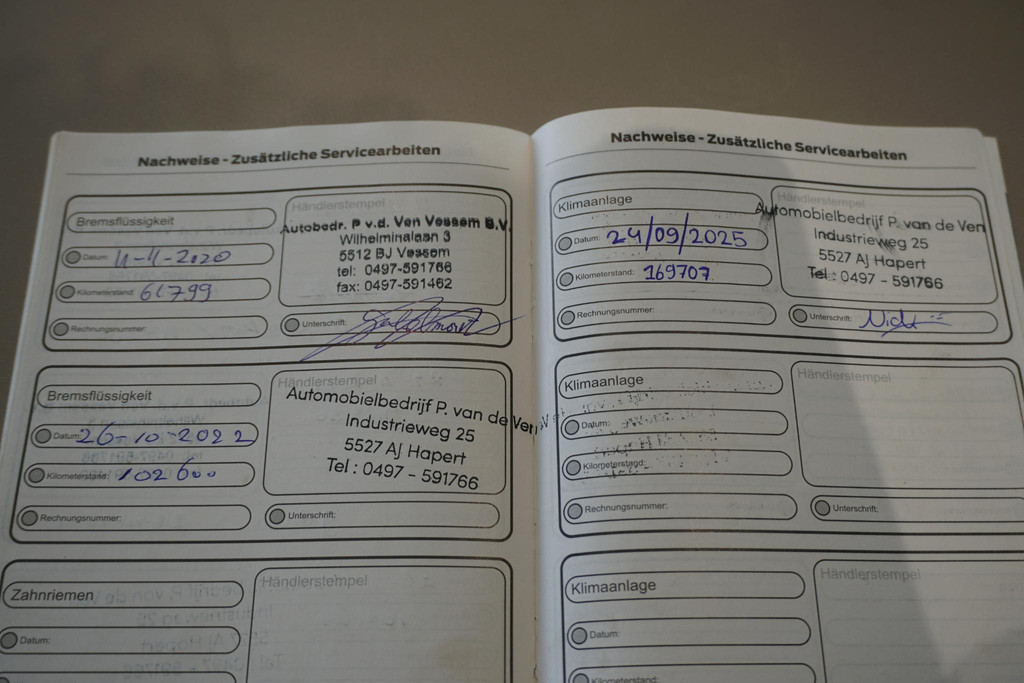 Nachweise - Zusätzliche Servicearbeiten
Bremsflüssigkeit
Datum: 11-11-2020
Kilometerstand: 61799
Rechnungsnummer:
Händlerstempel
Autobedr. P v.d. Ven Vessem B.V.
Wilhelminalaan 3
5512 BJ Vessem
tel: 0497-591766
fax: 0497-591462
Unterschrift:
Bremsflüssigkeit
Datum: 26-10-2022
Kilometerstand: 102600
Rechnungsnummer:
Händlerstempel
Automobielbedrijf P. van de Ven
Industrieweg 25
5527 AJ Hapert
Tel : 0497 - 591766
Unterschrift:
Zahnriemen
Datum:
Händlerstempel
Nachweise - Zusätzliche Servicearbeiten
Klimaanlage
Datum: 24/09/2025
Kilometerstand: 169707
Rechnungsnummer:
Händlerstempel
Automobielbedrijf P. van de Ven
Industrieweg 25
5527 AJ Hapert
Tel : 0497 - 591766
Unterschrift:
Klimaanlage
Datum:
Kilometerstand:
Rechnungsnummer:
Händlerstempel
Unterschrift:
Klimaanlage
Datum:
Kilometerstand:
Händlerstempel